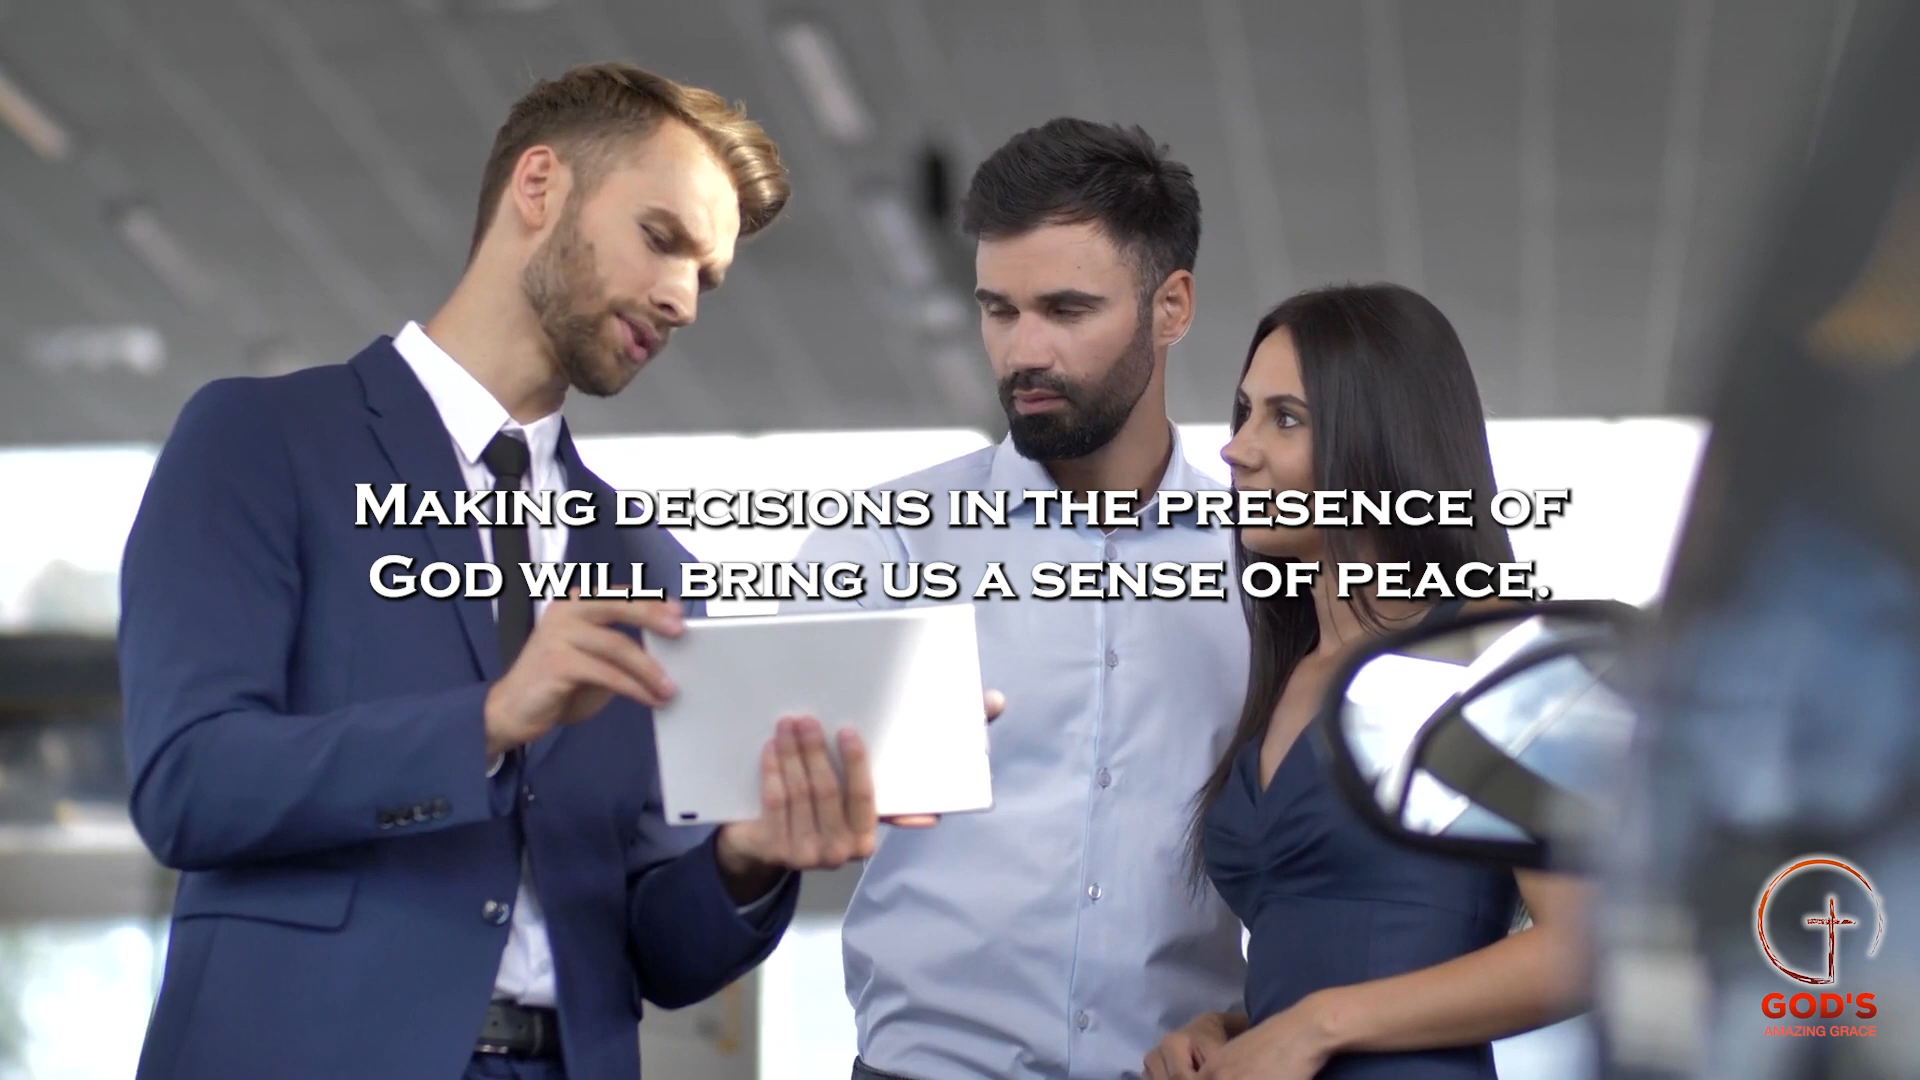 Making decisions in the presence of
God will bring us a sense of peace.
GOD'S
AMAZING GRACE